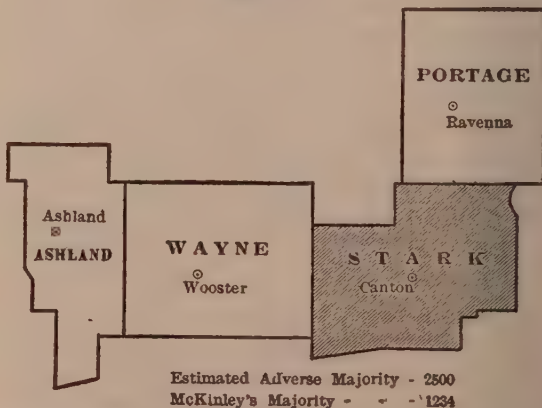 PORTAGE
Ravenna
Ashland
ASHLAND
WAYNE
Wooster
STARK
Canton
Estimated Adverse Majority - 2500
McKinley's Majority - - - 1234